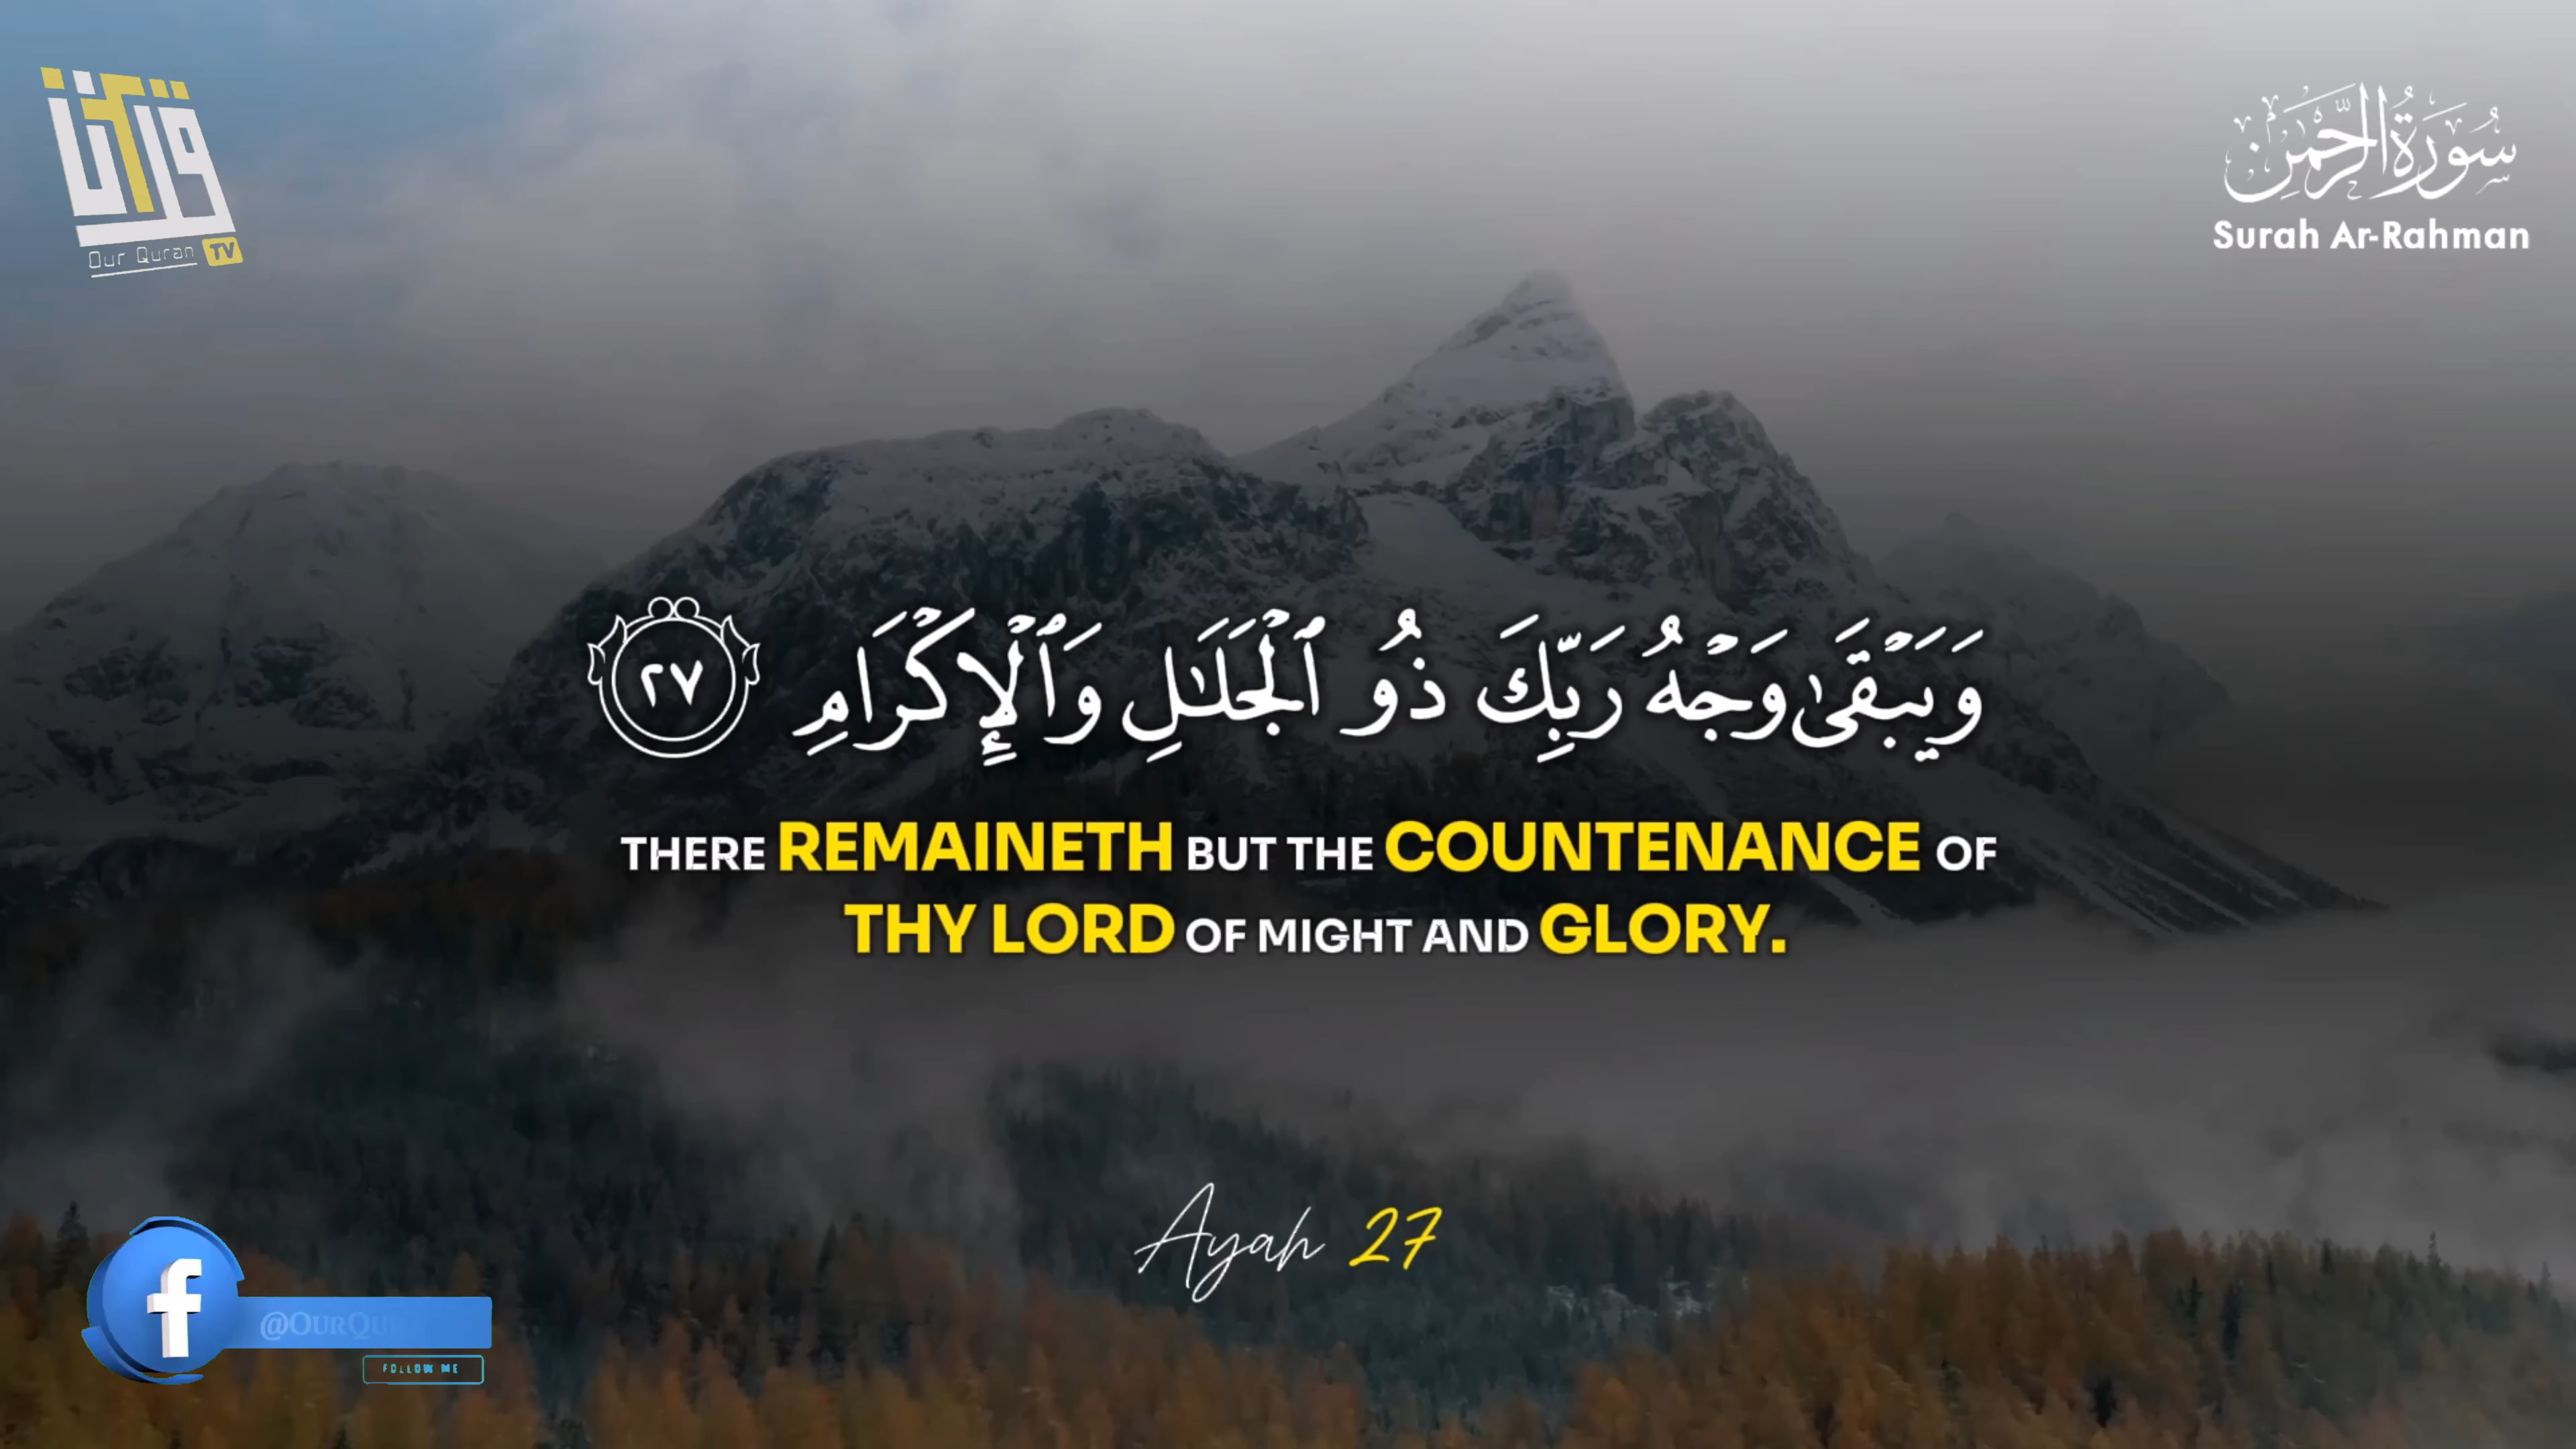 قرآننا
Our Quran TV
سُورَةُ الرَّحْمٰن
Surah Ar-Rahman
وَيَبْقَىٰ وَجْهُ رَبِّكَ ذُو ٱلْجَلَـٰلِ وَٱلْإِكْرَامِ ٢٧
THERE REMAINETH BUT THE COUNTENANCE OF
THY LORD OF MIGHT AND GLORY.
Ayah 27
FOLLOW ME